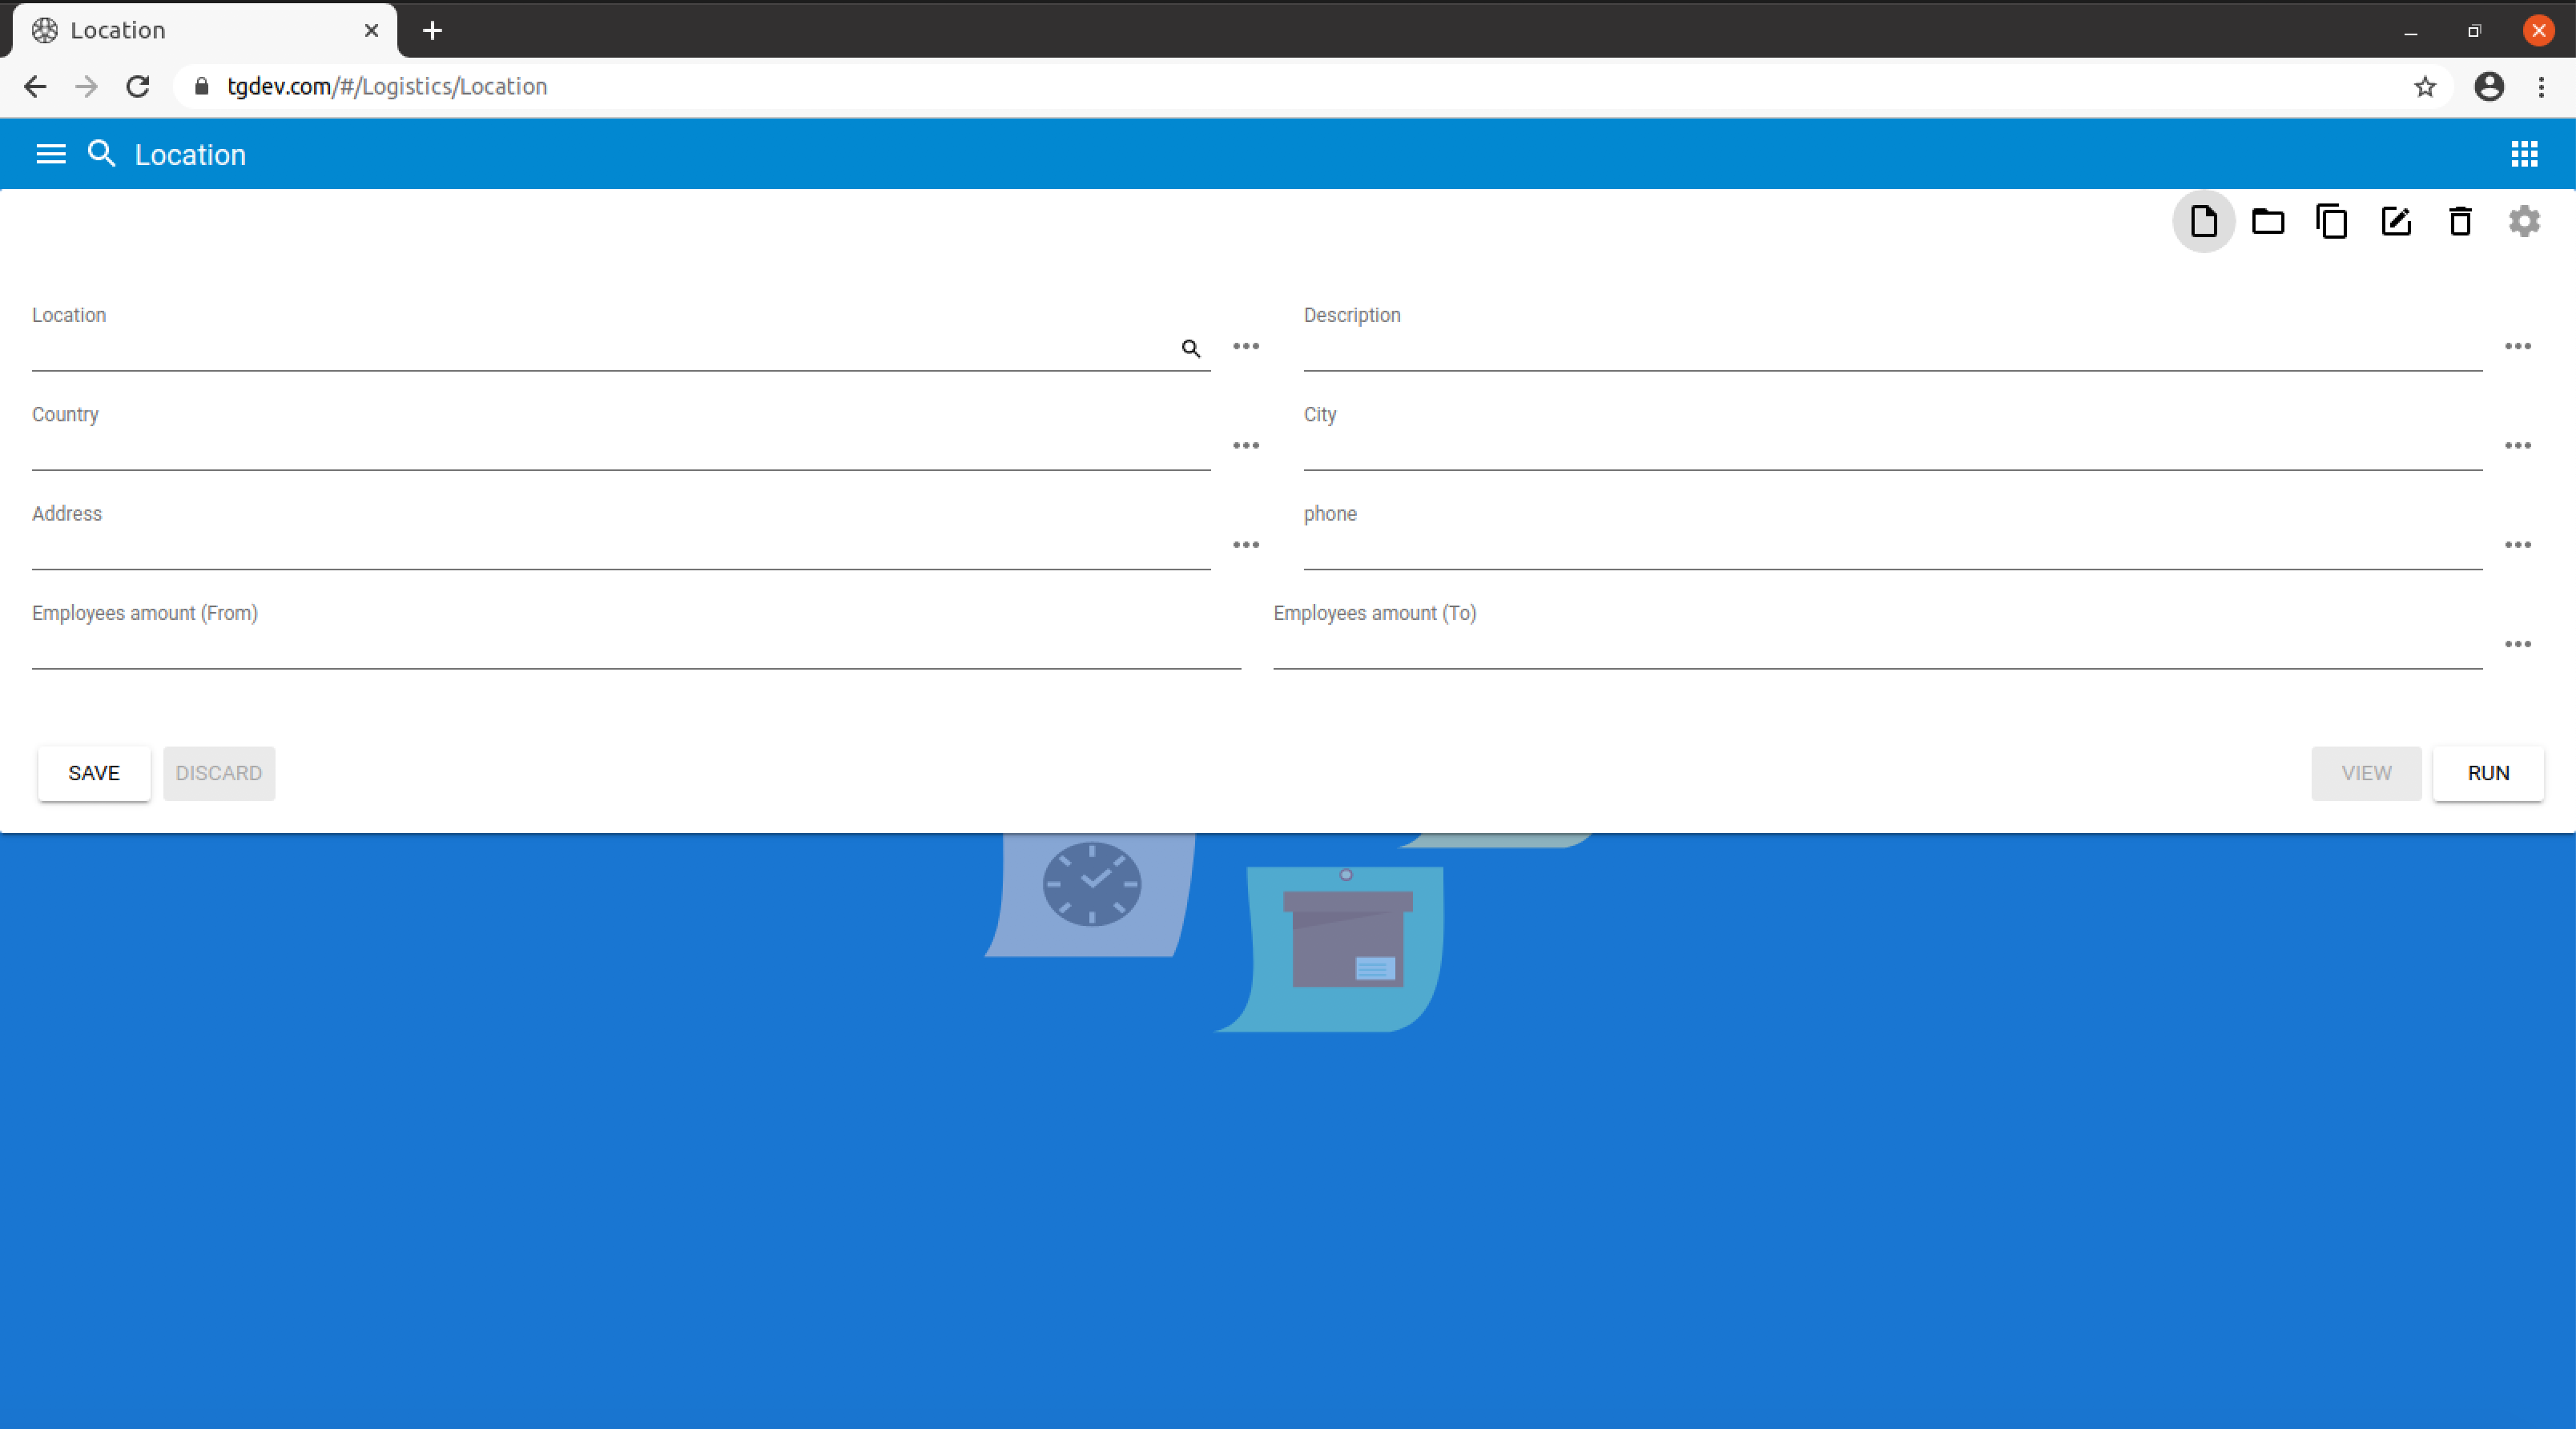 Location
tgdev.com/#/Logistics/Location
Location
Location
Description
Country
City
Address
phone
Employees amount (From)
Employees amount (To)
SAVE
DISCARD
VIEW
RUN